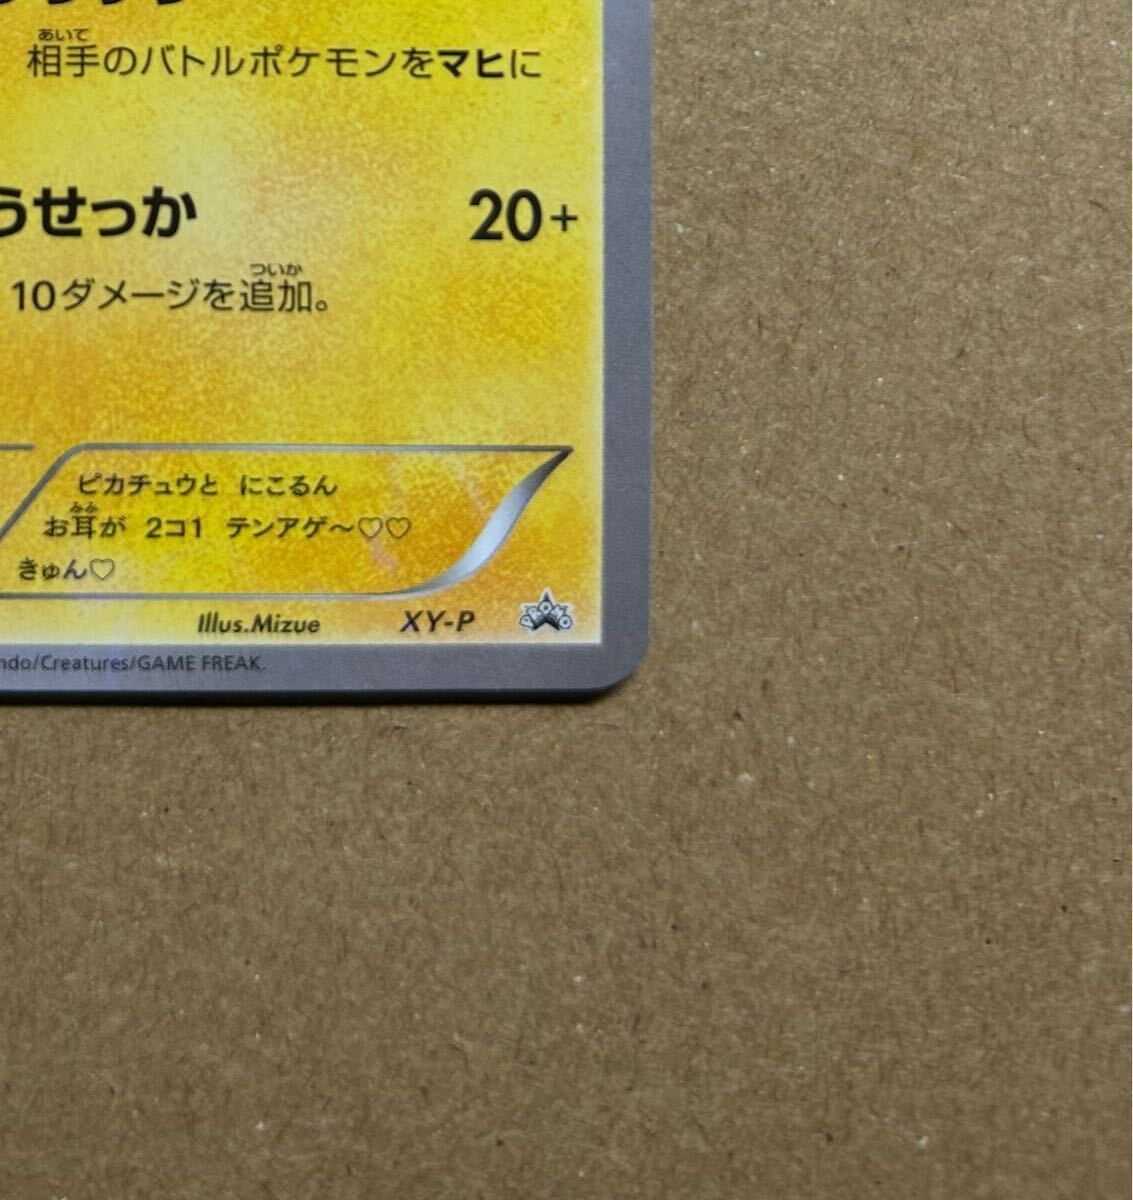 相手のバトルポケモンをマヒに
うせっか 20+
10ダメージを追加。
ピカチュウと にこるん
お耳が 2コ1 テンアゲ～♡♡
きゅん♡
Illus.Mizue XY-P
ndo/Creatures/GAME FREAK.